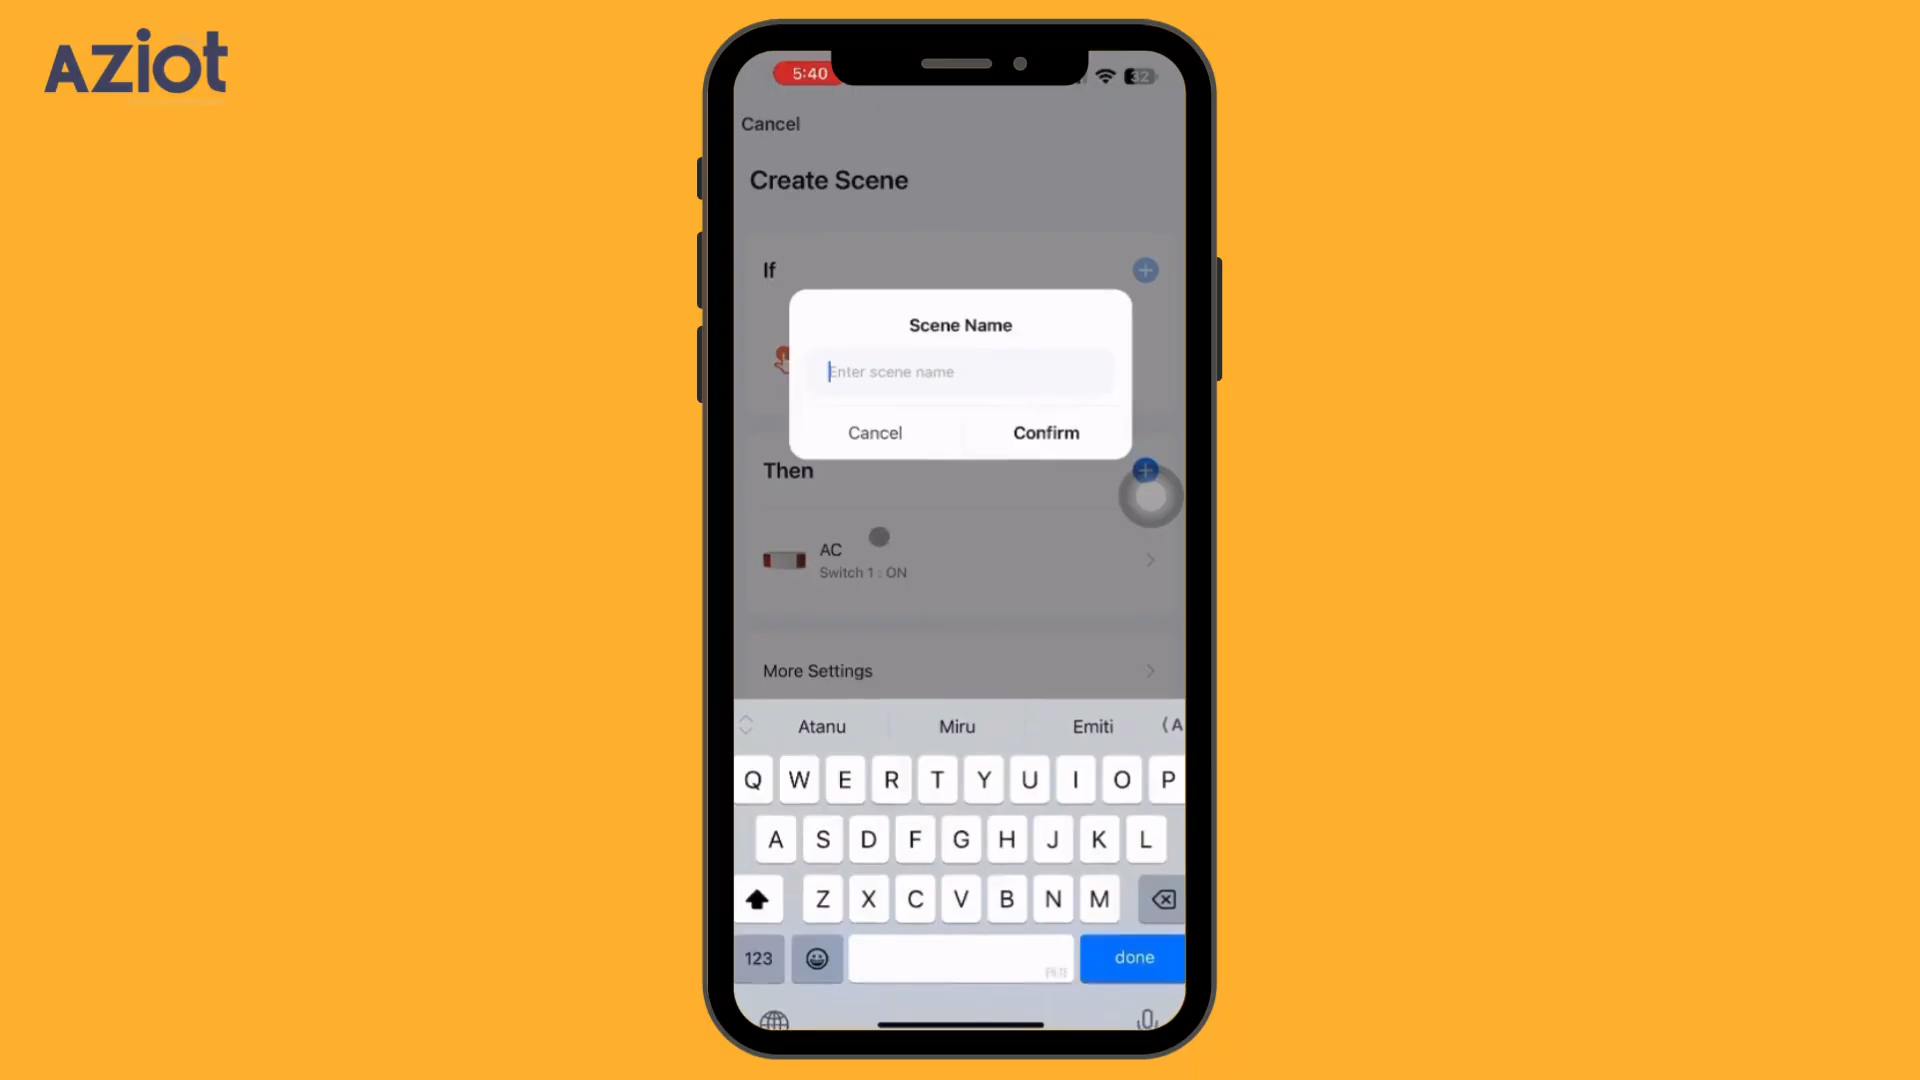 Aziot
5:40
32
Cancel
Create Scene
If
Scene Name
Enter scene name
Cancel
Confirm
Then
AC
Switch 1 : ON
More Settings
Atanu
Miru
Emiti
(A
Q W E R T Y U I O P
A S D F G H J K L
Z X C V B N M
123
done